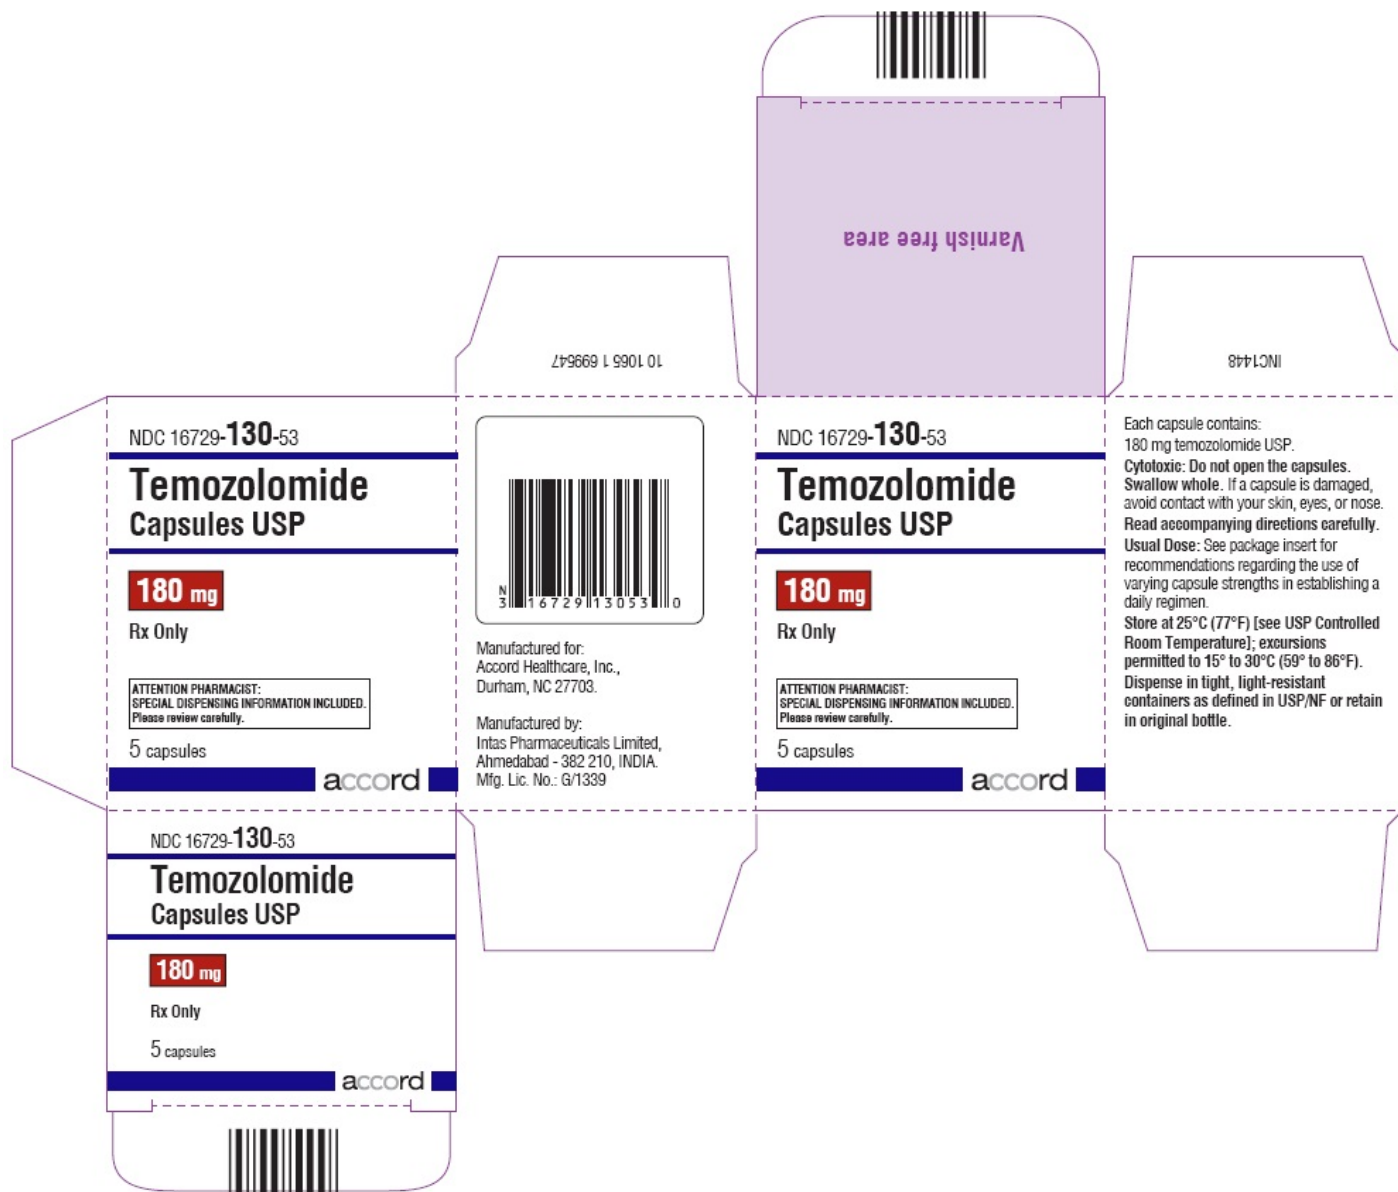 Varnish free area
10 1065 1 699647
INC1448
NDC 16729-130-53
Temozolomide
Capsules USP
180 mg
Rx Only
ATTENTION PHARMACIST:
SPECIAL DISPENSING INFORMATION INCLUDED.
Please review carefully.
5 capsules
accord
N
3 16729 13053 0
Manufactured for:
Accord Healthcare, Inc.,
Durham, NC 27703.
Manufactured by:
Intas Pharmaceuticals Limited,
Ahmedabad - 382 210, INDIA.
Mfg. Lic. No.: G/1339
NDC 16729-130-53
Temozolomide
Capsules USP
180 mg
Rx Only
ATTENTION PHARMACIST:
SPECIAL DISPENSING INFORMATION INCLUDED.
Please review carefully.
5 capsules
accord
Each capsule contains:
180 mg temozolomide USP.
Cytotoxic: Do not open the capsules.
Swallow whole. If a capsule is damaged,
avoid contact with your skin, eyes, or nose.
Read accompanying directions carefully.
Usual Dose: See package insert for
recommendations regarding the use of
varying capsule strengths in establishing a
daily regimen.
Store at 25°C (77°F) [see USP Controlled
Room Temperature]; excursions
permitted to 15° to 30°C (59° to 86°F).
Dispense in tight, light-resistant
containers as defined in USP/NF or retain
in original bottle.
NDC 16729-130-53
Temozolomide
Capsules USP
180 mg
Rx Only
5 capsules
accord